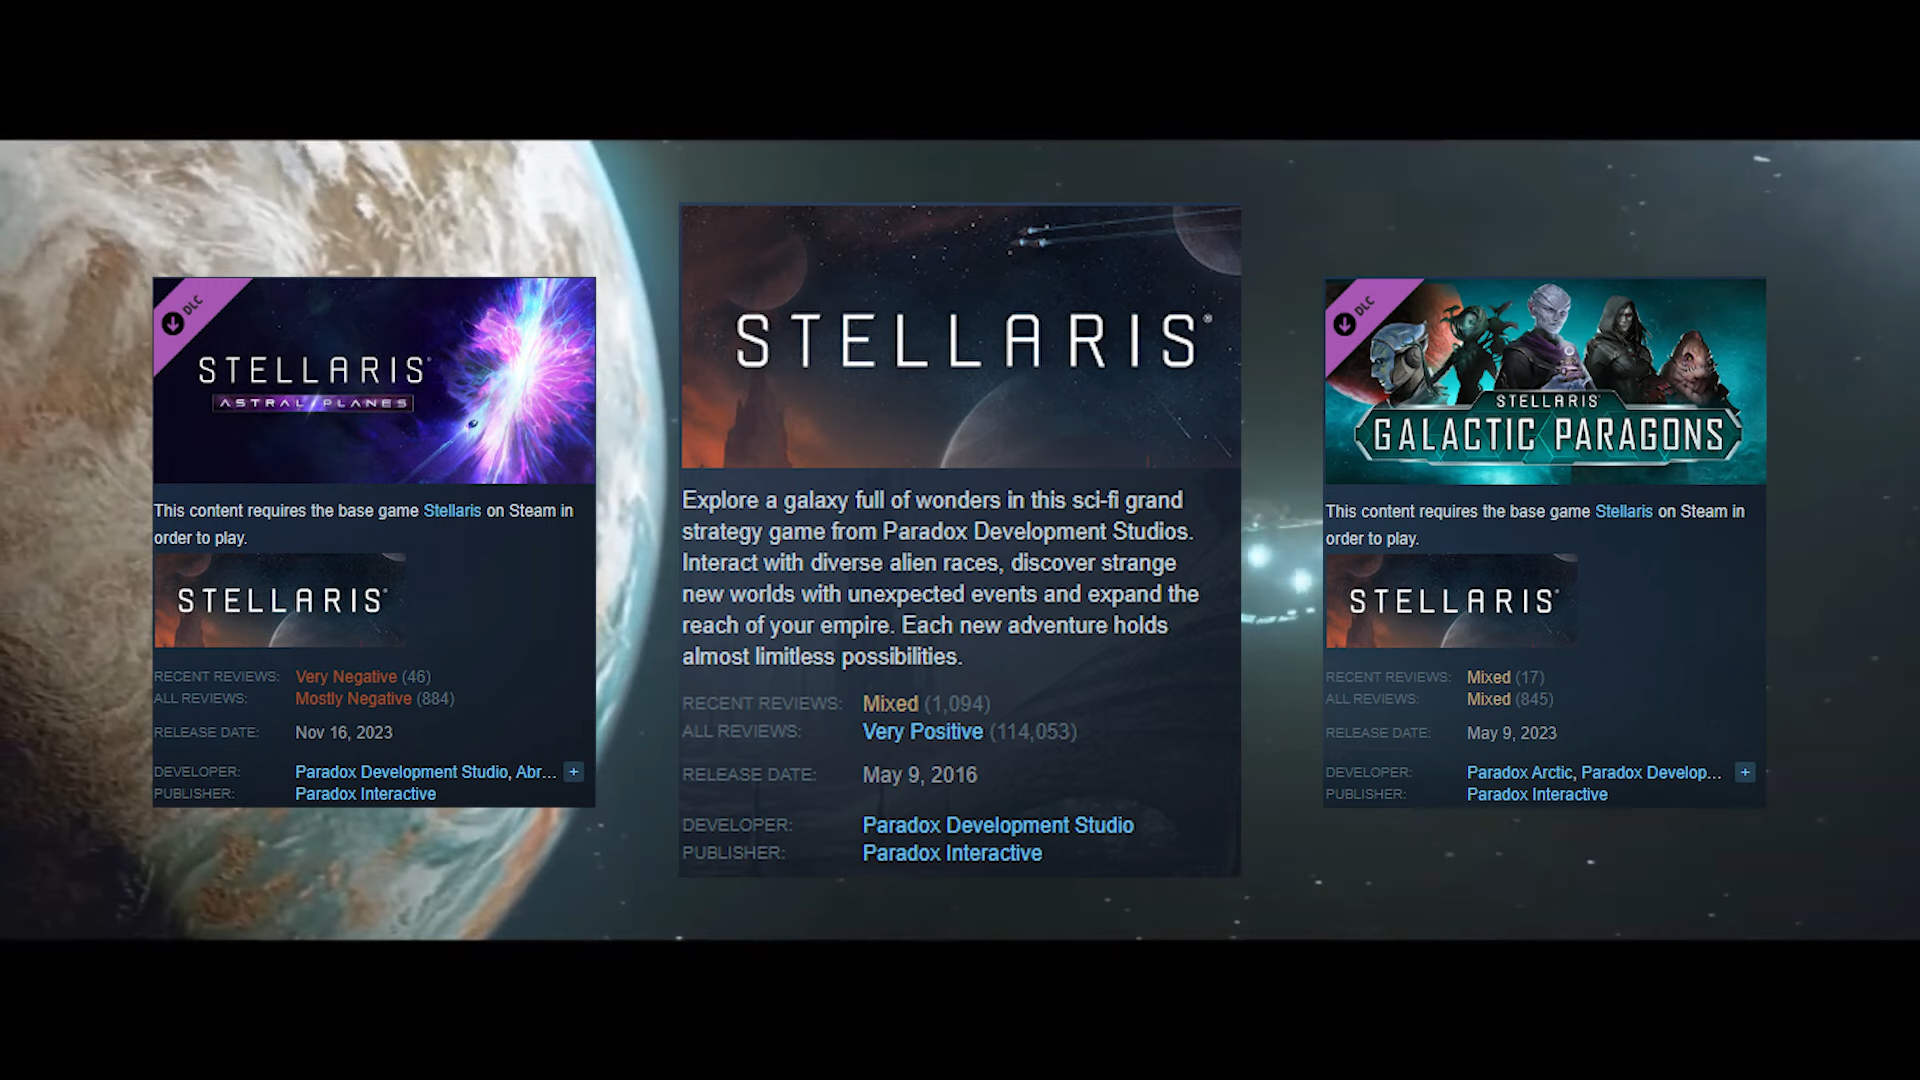 DLC
STELLARIS
ASTRAL PLANES
This content requires the base game Stellaris on Steam in
order to play.
STELLARIS
RECENT REVIEWS: Very Negative (46)
ALL REVIEWS: Mostly Negative (884)
RELEASE DATE: Nov 16, 2023
DEVELOPER: Paradox Development Studio, Abr... +
PUBLISHER: Paradox Interactive
STELLARIS®
Explore a galaxy full of wonders in this sci-fi grand
strategy game from Paradox Development Studios.
Interact with diverse alien races, discover strange
new worlds with unexpected events and expand the
reach of your empire. Each new adventure holds
almost limitless possibilities.
RECENT REVIEWS: Mixed (1,094)
ALL REVIEWS: Very Positive (114,053)
RELEASE DATE: May 9, 2016
DEVELOPER: Paradox Development Studio
PUBLISHER: Paradox Interactive
DLC
STELLARIS
GALACTIC PARAGONS
This content requires the base game Stellaris on Steam in
order to play.
STELLARIS
RECENT REVIEWS: Mixed (17)
ALL REVIEWS: Mixed (845)
RELEASE DATE: May 9, 2023
DEVELOPER: Paradox Arctic, Paradox Develop... +
PUBLISHER: Paradox Interactive